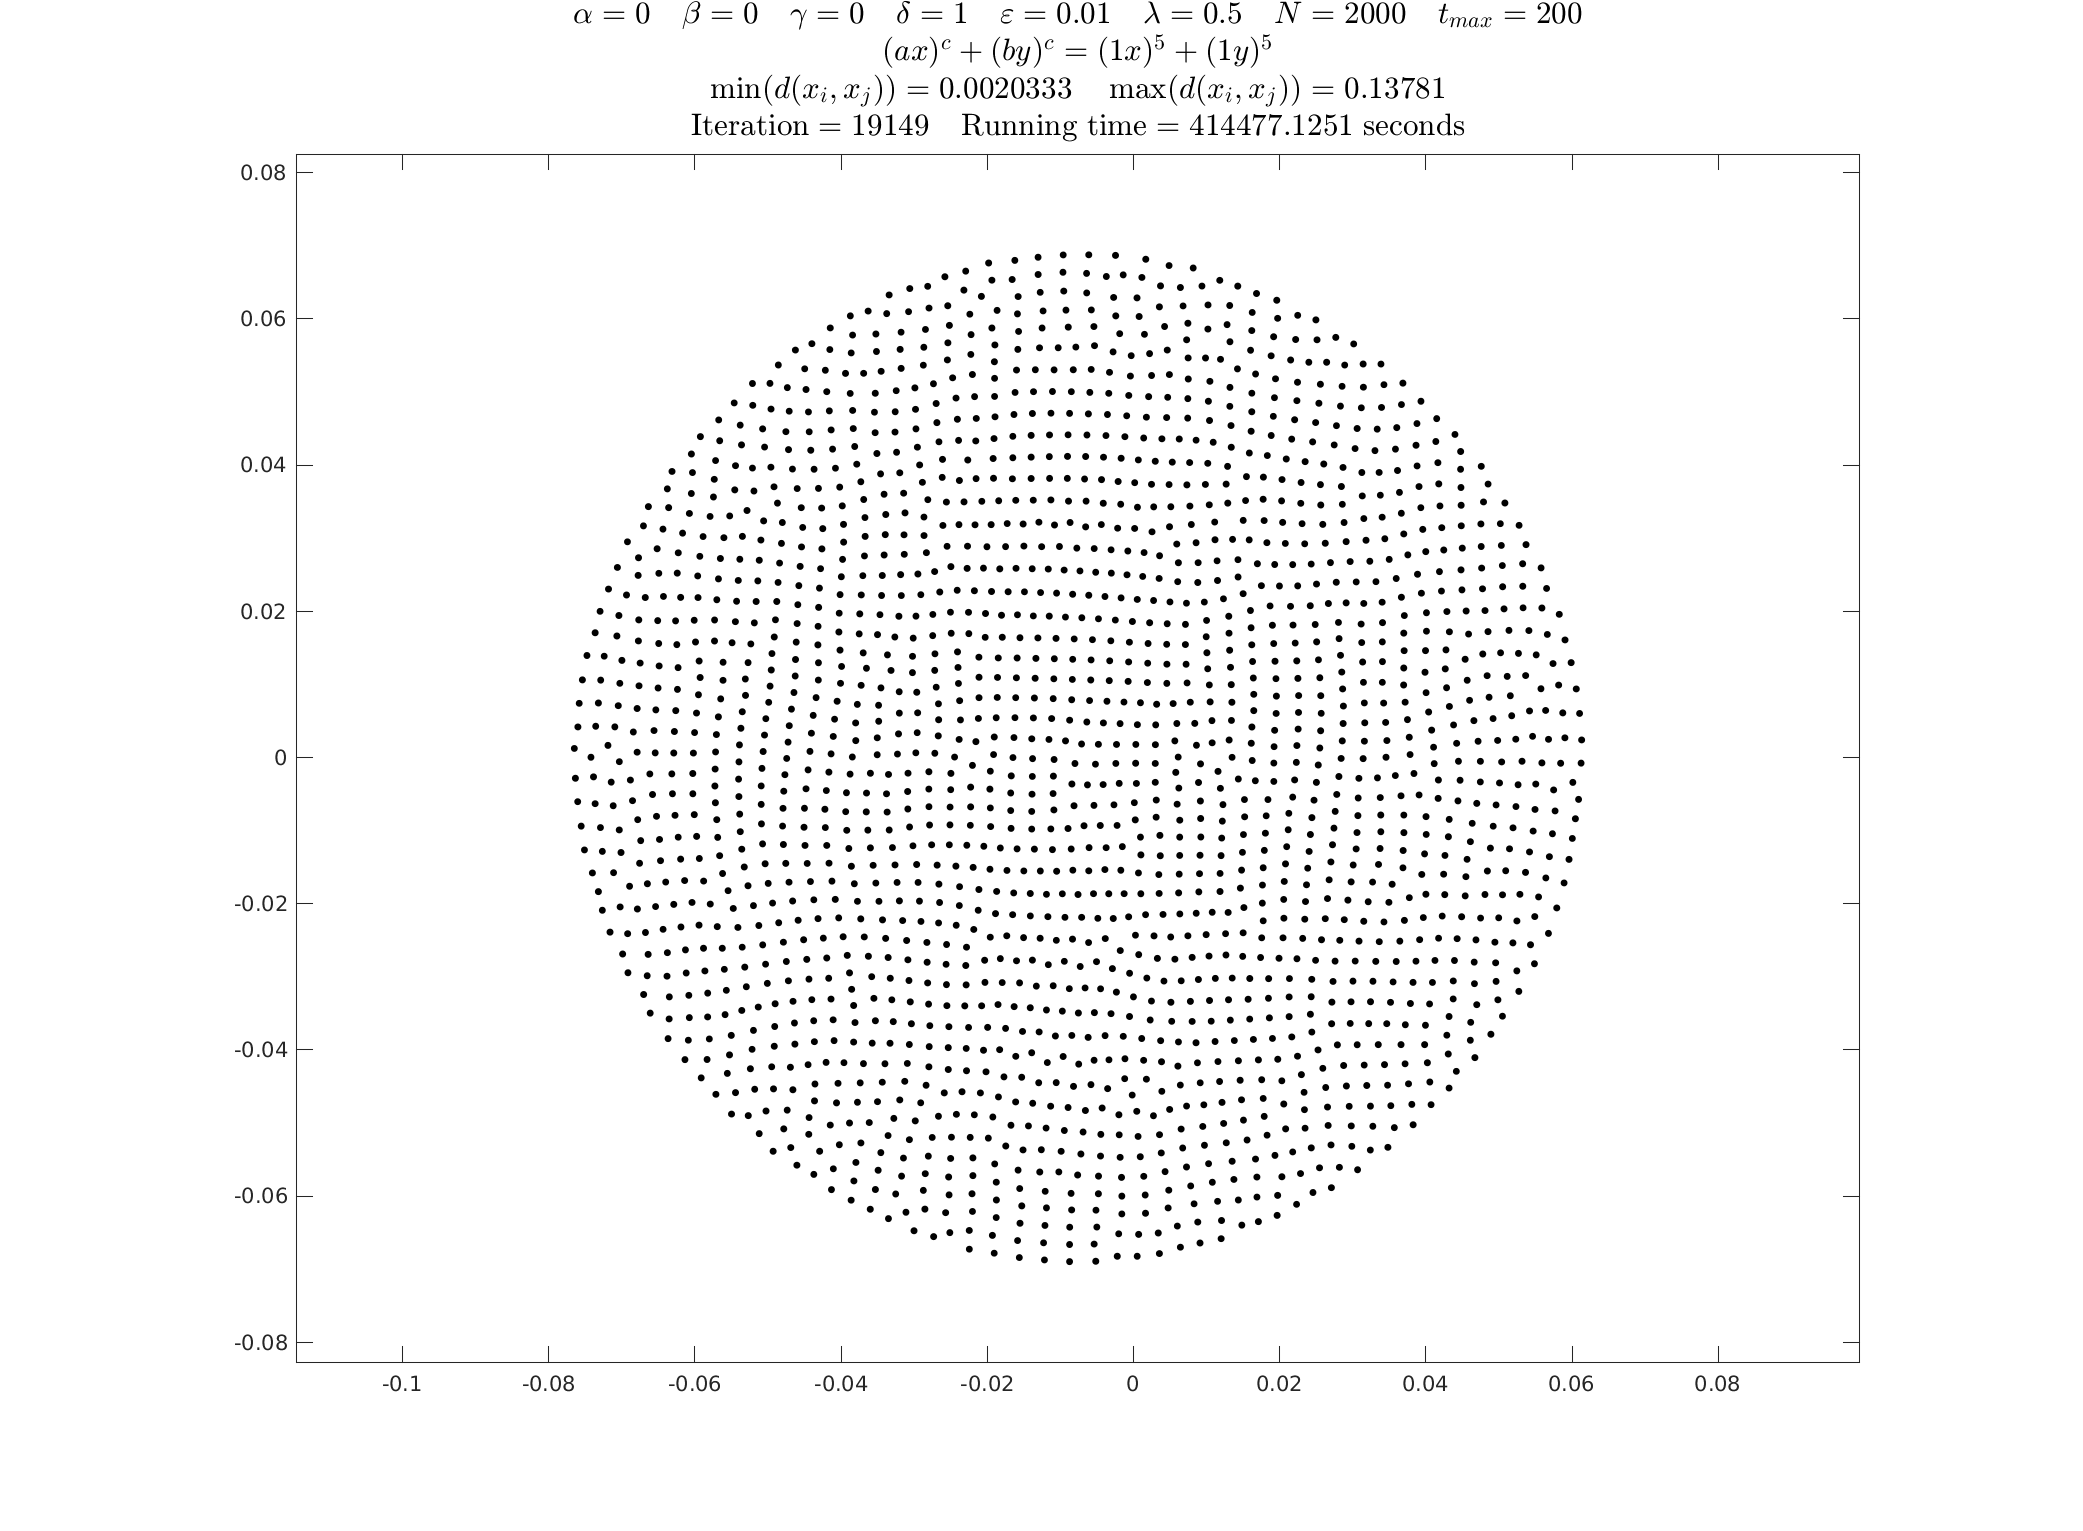 α = 0 β = 0 γ = 0 δ = 1 ε = 0.01 λ = 0.5 N = 2000 t_{max} = 200
(ax)^c + (by)^c = (1x)^5 + (1y)^5
min(d(x_i, x_j)) = 0.0020333 max(d(x_i, x_j)) = 0.13781
Iteration = 19149 Running time = 414477.1251 seconds
0.08
0.06
0.04
0.02
0
-0.02
-0.04
-0.06
-0.08
-0.1 -0.08 -0.06 -0.04 -0.02 0 0.02 0.04 0.06 0.08